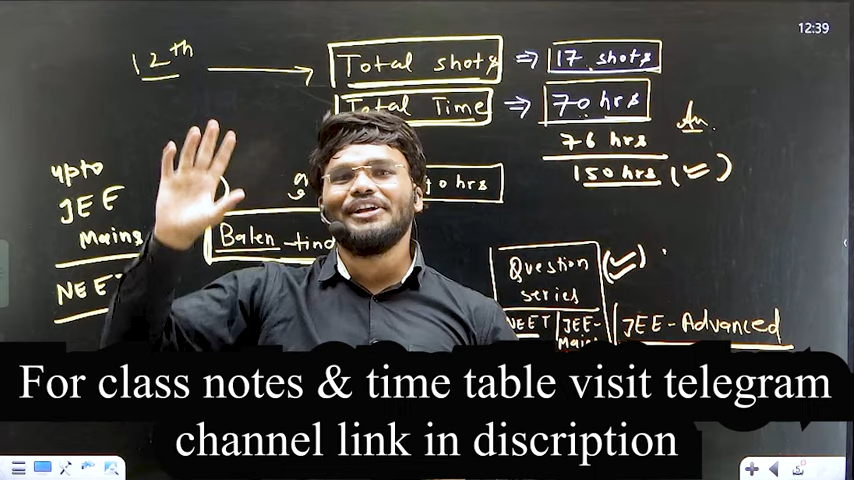 12:39
12th → Total shots ⇒ 17 shots
Total Time ⇒ 70 hrs
76 hrs
150 hrs (✓)
upto
JEE
Mains
NEET
0 hrs
Balen
Question
series
(✓)
NEET | JEE-Mains | JEE-Advanced
For class notes & time table visit telegram
channel link in discription